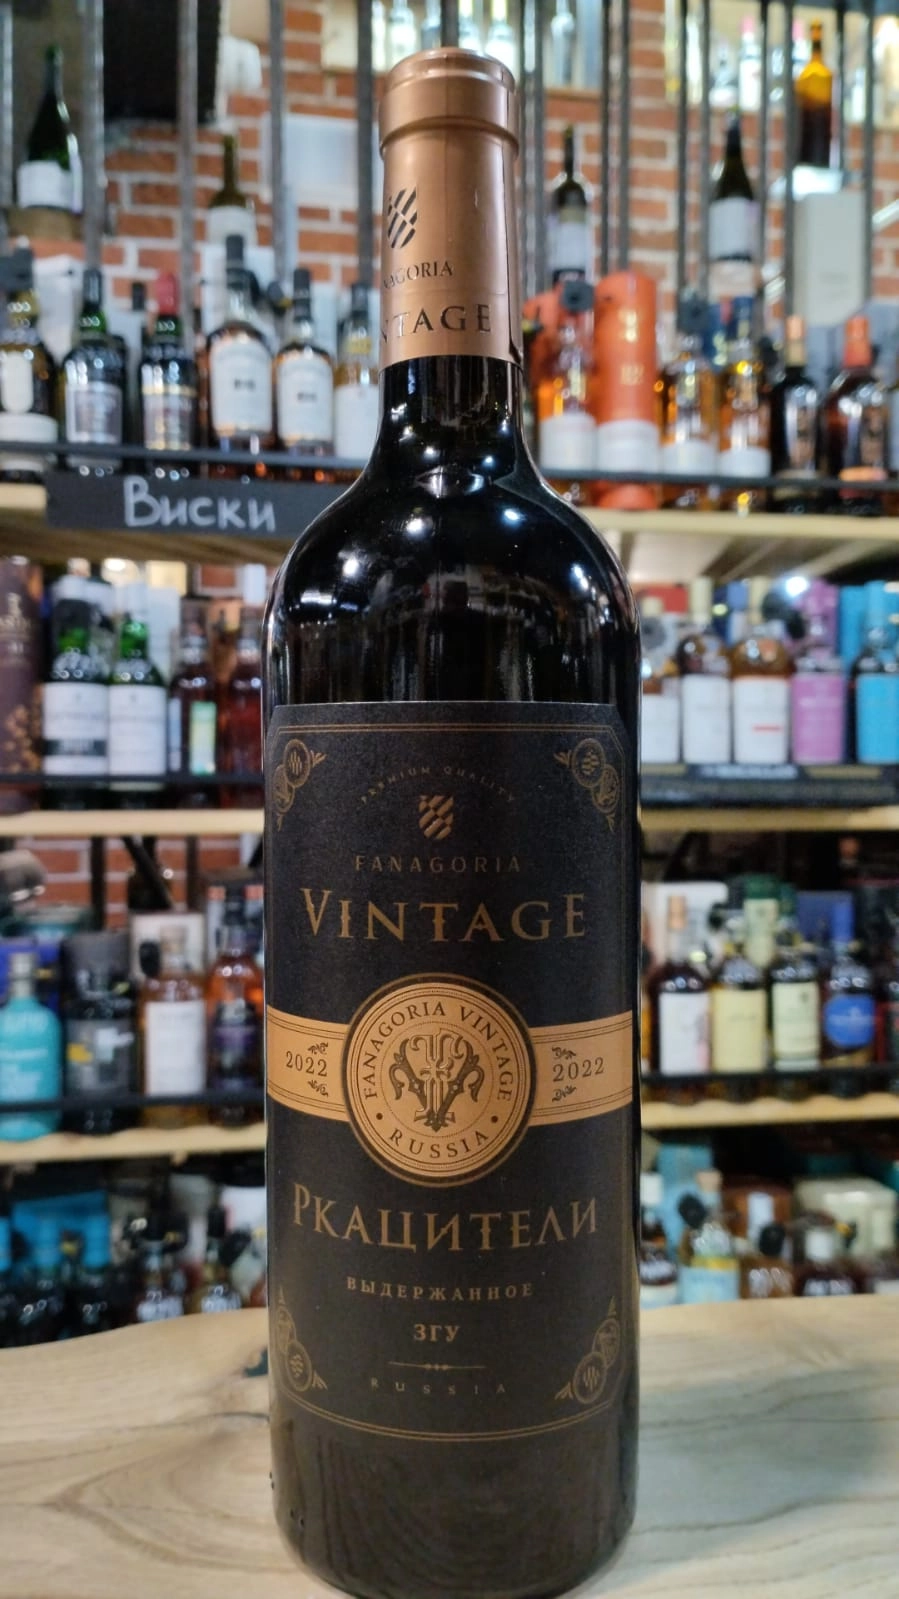 FANAGORIA
VINTAGE
Виски
PREMIUM QUALITY
FANAGORIA
VINTAGE
FANAGORIA VINTAGE
2022
2022
• RUSSIA •
РКАЦИТЕЛИ
ВЫДЕРЖАННОЕ
ЗГУ
RUSSIA